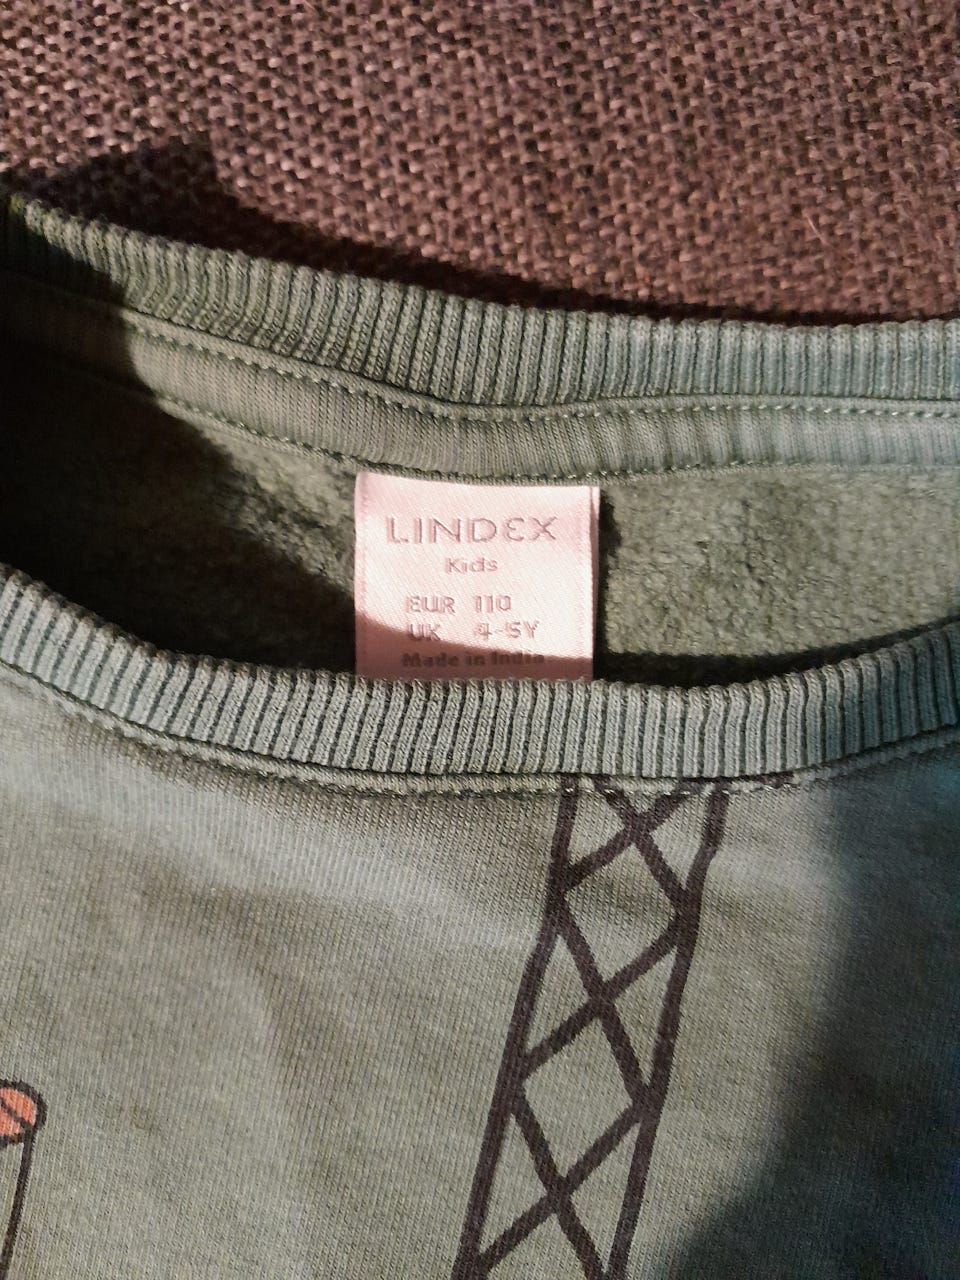 LINDEX
Kids
EUR 110
UK 4-5Y
Made in India